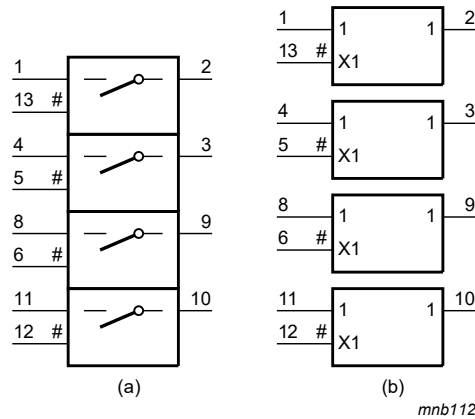 1 2
13 #
4 3
5 #
8 9
6 #
11 10
12 #
(a)
1 1 1 2
13 # X1
4 1 1 3
5 # X1
8 1 1 9
6 # X1
11 1 1 10
12 # X1
(b)
mnb112